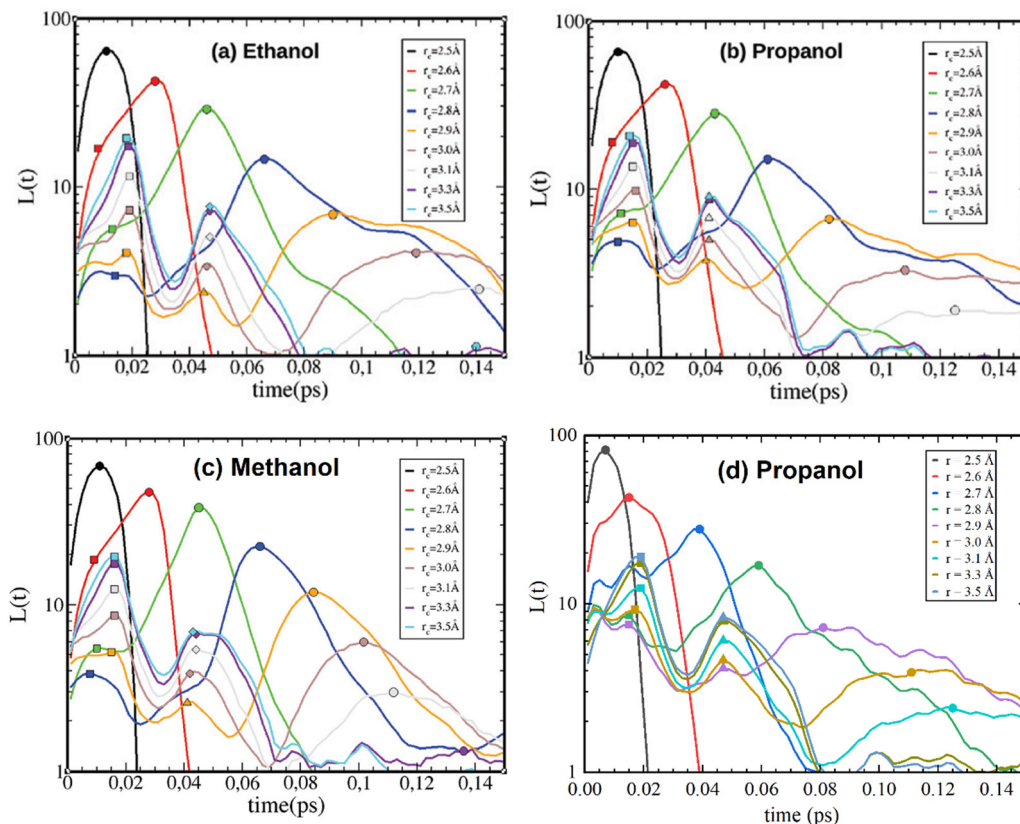 100
(a) Ethanol
r_c=2.5Å
r_c=2.6Å
r_c=2.7Å
r_c=2.8Å
r_c=2.9Å
r_c=3.0Å
r_c=3.1Å
r_c=3.3Å
r_c=3.5Å
L(t)
10
1
0 0,02 0,04 0,06 0,08 0,1 0,12 0,14
time(ps)
100
(b) Propanol
r_c=2.5Å
r_c=2.6Å
r_c=2.7Å
r_c=2.8Å
r_c=2.9Å
r_c=3.0Å
r_c=3.1Å
r_c=3.3Å
r_c=3.5Å
L(t)
10
1
0 0,02 0,04 0,06 0,08 0,1 0,12 0,14
time(ps)
100
(c) Methanol
r_c=2.5Å
r_c=2.6Å
r_c=2.7Å
r_c=2.8Å
r_c=2.9Å
r_c=3.0Å
r_c=3.1Å
r_c=3.3Å
r_c=3.5Å
L(t)
10
1
0 0,02 0,04 0,06 0,08 0,1 0,12 0,14
time(ps)
100
(d) Propanol
r = 2.5 Å
r = 2.6 Å
r = 2.7 Å
r = 2.8 Å
r = 2.9 Å
r = 3.0 Å
r = 3.1 Å
r = 3.3 Å
r = 3.5 Å
L(t)
10
1
0.00 0.02 0.04 0.06 0.08 0.10 0.12 0.14
time (ps)